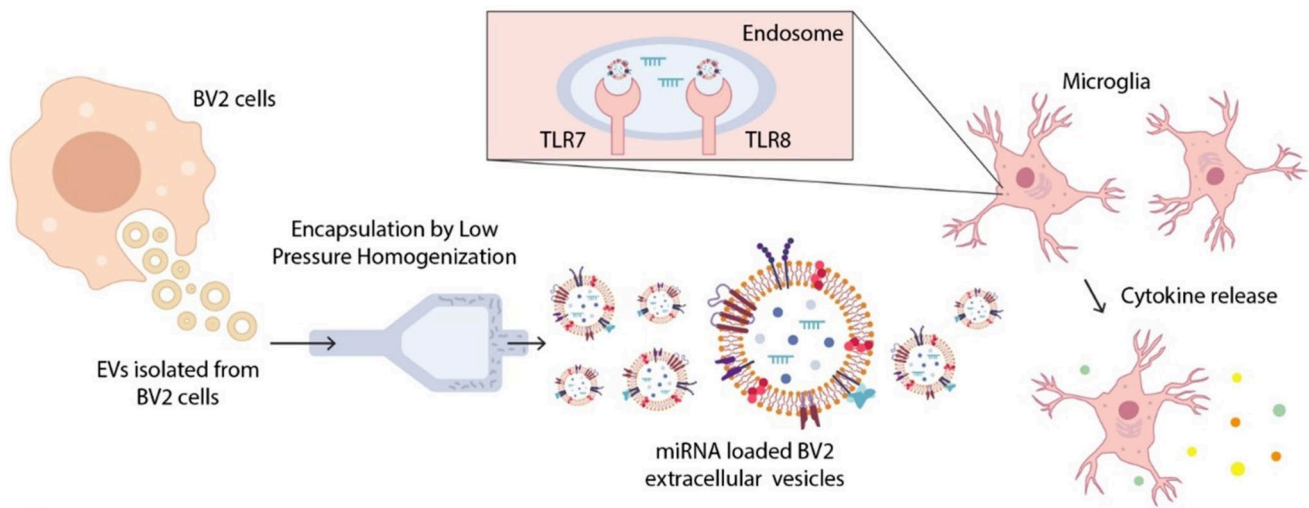 BV2 cells
EVs isolated from
BV2 cells
Encapsulation by Low
Pressure Homogenization
Endosome
TLR7
TLR8
miRNA loaded BV2
extracellular vesicles
Microglia
Cytokine release